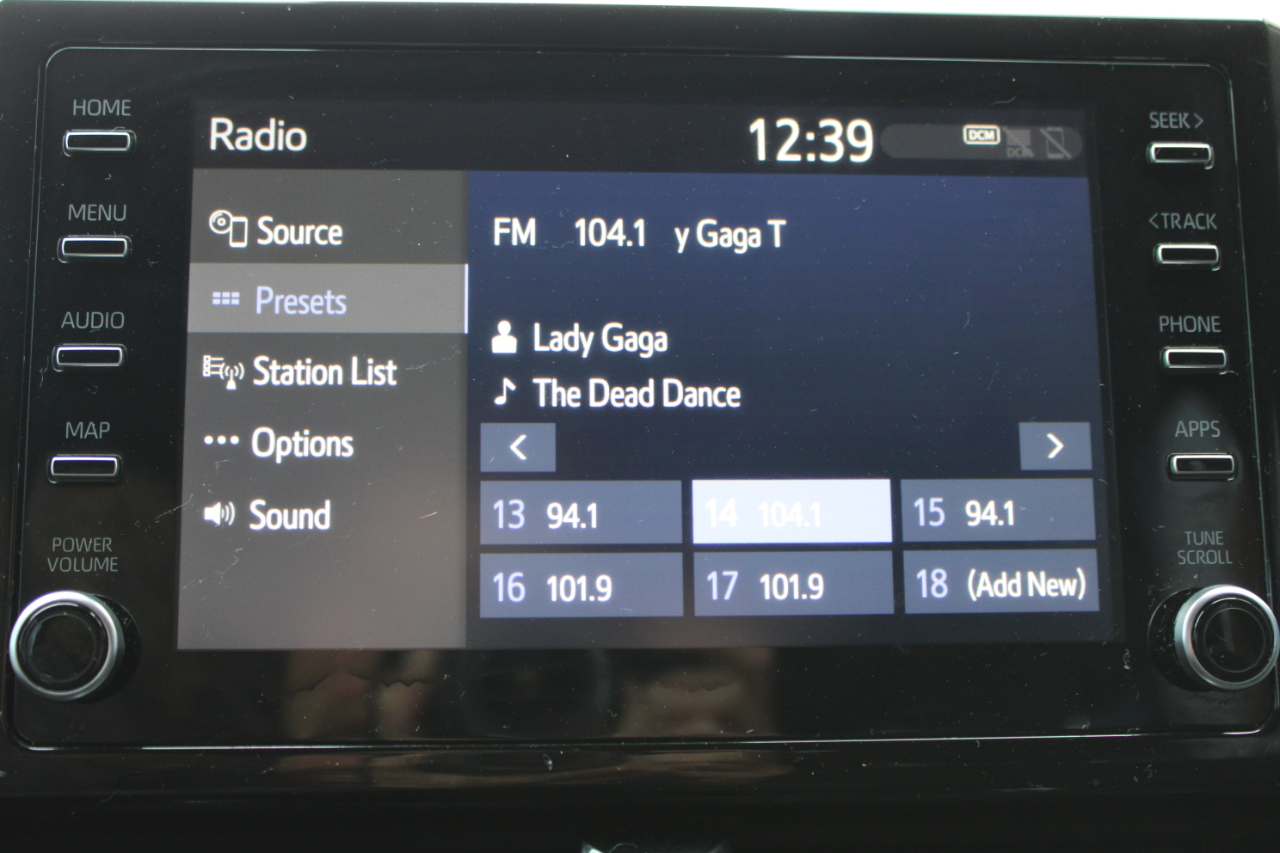 HOME
MENU
AUDIO
MAP
POWER
VOLUME
Radio
12:39
DCM
DCM
Source
Presets
Station List
Options
Sound
FM 104.1 y Gaga T
Lady Gaga
The Dead Dance
<
>
13 94.1
14 104.1
15 94.1
16 101.9
17 101.9
18 (Add New)
SEEK >
< TRACK
PHONE
APPS
TUNE
SCROLL